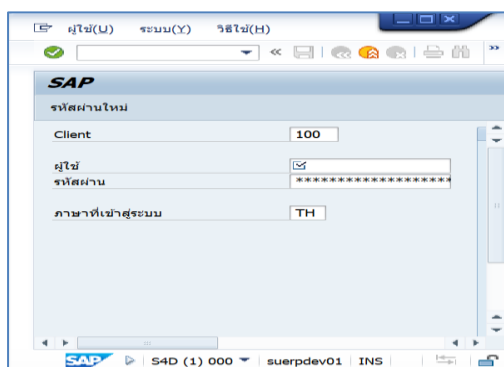 ผู้ใช้(U) ระบบ(Y) วิธีใช้(H)
SAP
รหัสผ่านใหม่
Client 100
ผู้ใช้
รหัสผ่าน *******************
ภาษาที่เข้าสู่ระบบ TH
SAP S4D (1) 000 suerpdev01 INS